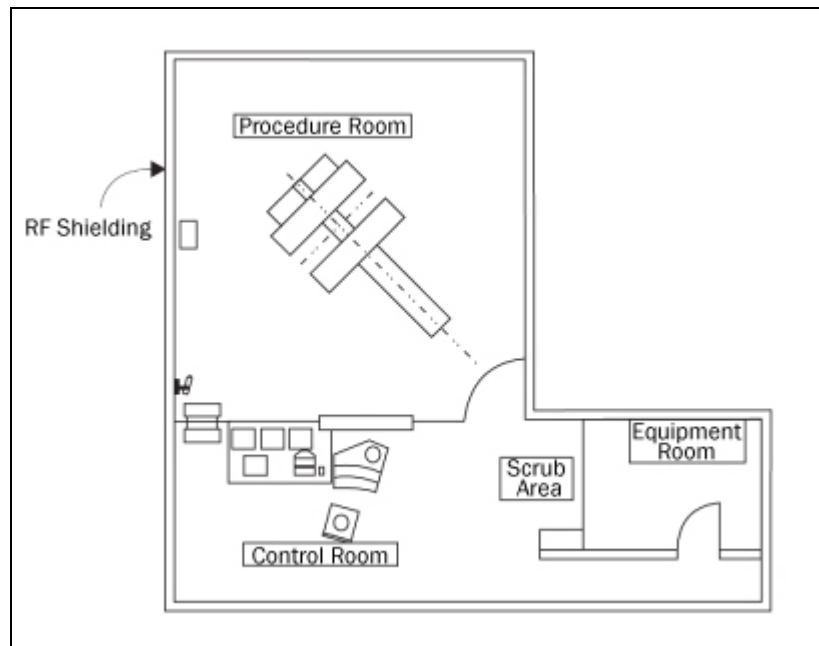 Procedure Room
RF Shielding
Equipment
Room
Scrub
Area
Control Room